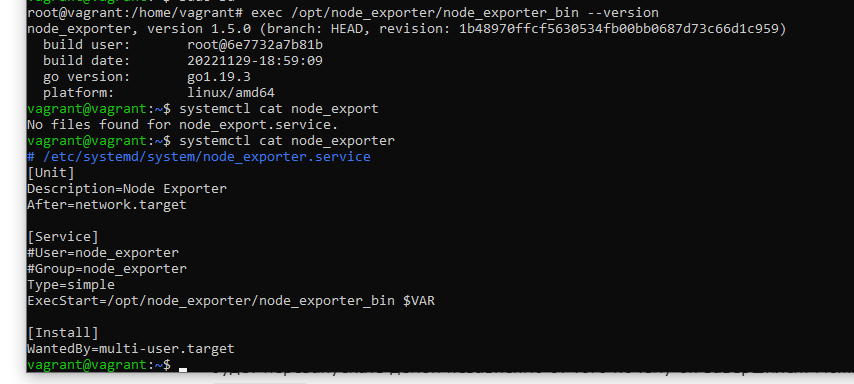 root@vagrant:/home/vagrant# exec /opt/node_exporter/node_exporter_bin --version
node_exporter, version 1.5.0 (branch: HEAD, revision: 1b48970ffcf5630534fb00bb0687d73c66d1c959)
  build user:       root@6e7732a7b81b
  build date:       20221129-18:59:09
  go version:       go1.19.3
  platform:         linux/amd64
vagrant@vagrant:~$ systemctl cat node_export
No files found for node_export.service.
vagrant@vagrant:~$ systemctl cat node_exporter
# /etc/systemd/system/node_exporter.service
[Unit]
Description=Node Exporter
After=network.target

[Service]
#User=node_exporter
#Group=node_exporter
Type=simple
ExecStart=/opt/node_exporter/node_exporter_bin $VAR

[Install]
WantedBy=multi-user.target
vagrant@vagrant:~$